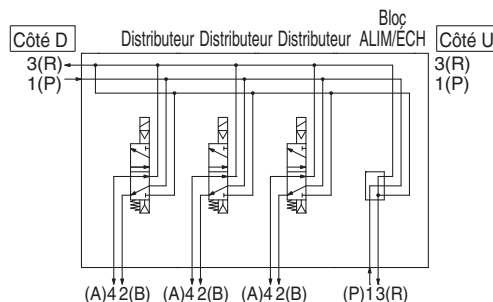 Bloc
Côté D Distributeur Distributeur Distributeur ALIM/ÉCH Côté U
3(R) 3(R)
1(P) 1(P)
(A)4 2(B) (A)4 2(B) (A)4 2(B) (P)1 3(R)